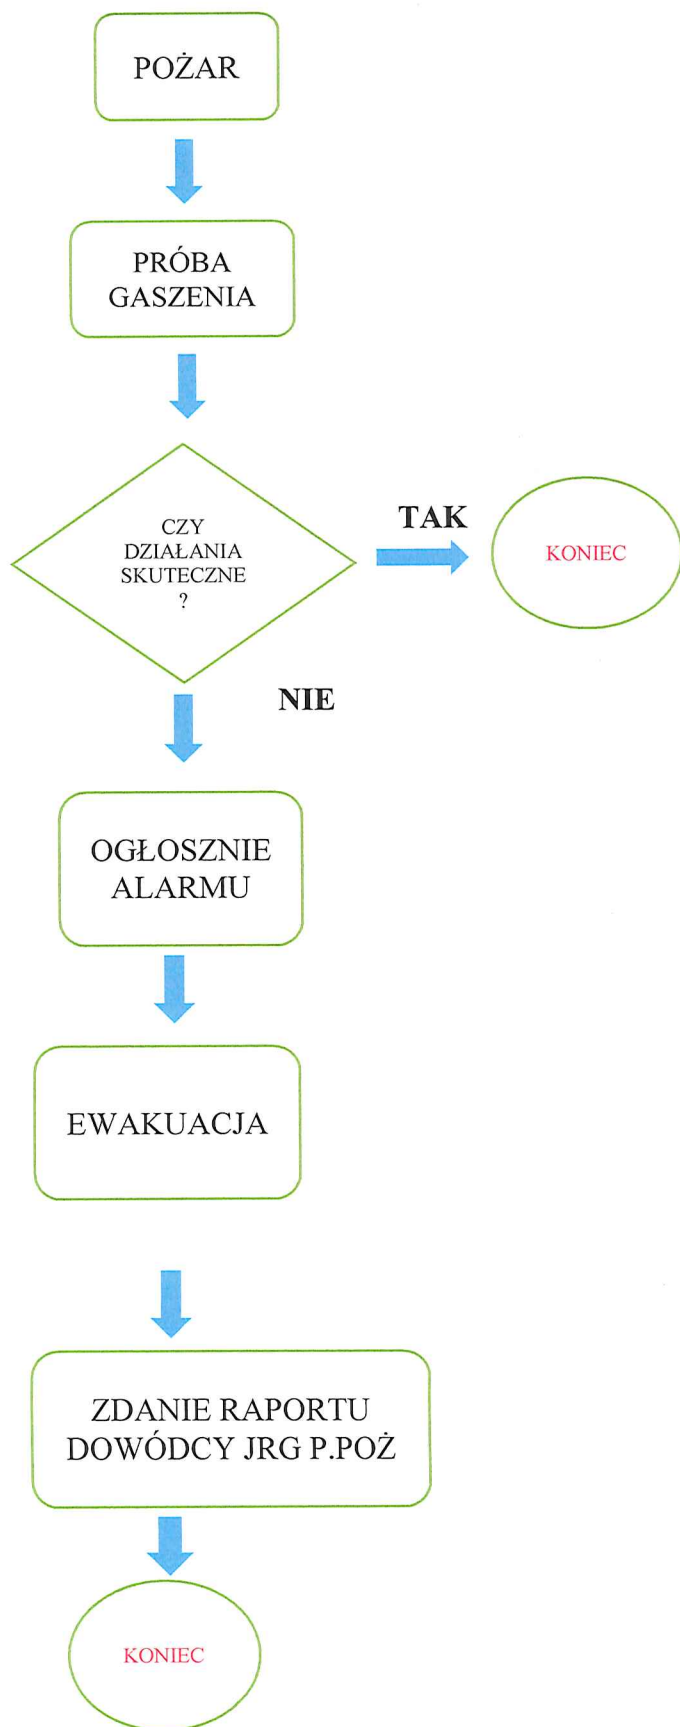 POŻAR
PRÓBA
GASZENIA
CZY
DZIAŁANIA
SKUTECZNE
?
TAK
KONIEC
NIE
OGŁOSZNIE
ALARMU
EWAKUACJA
ZDANIE RAPORTU
DOWÓDCY JRG P.POŻ
KONIEC